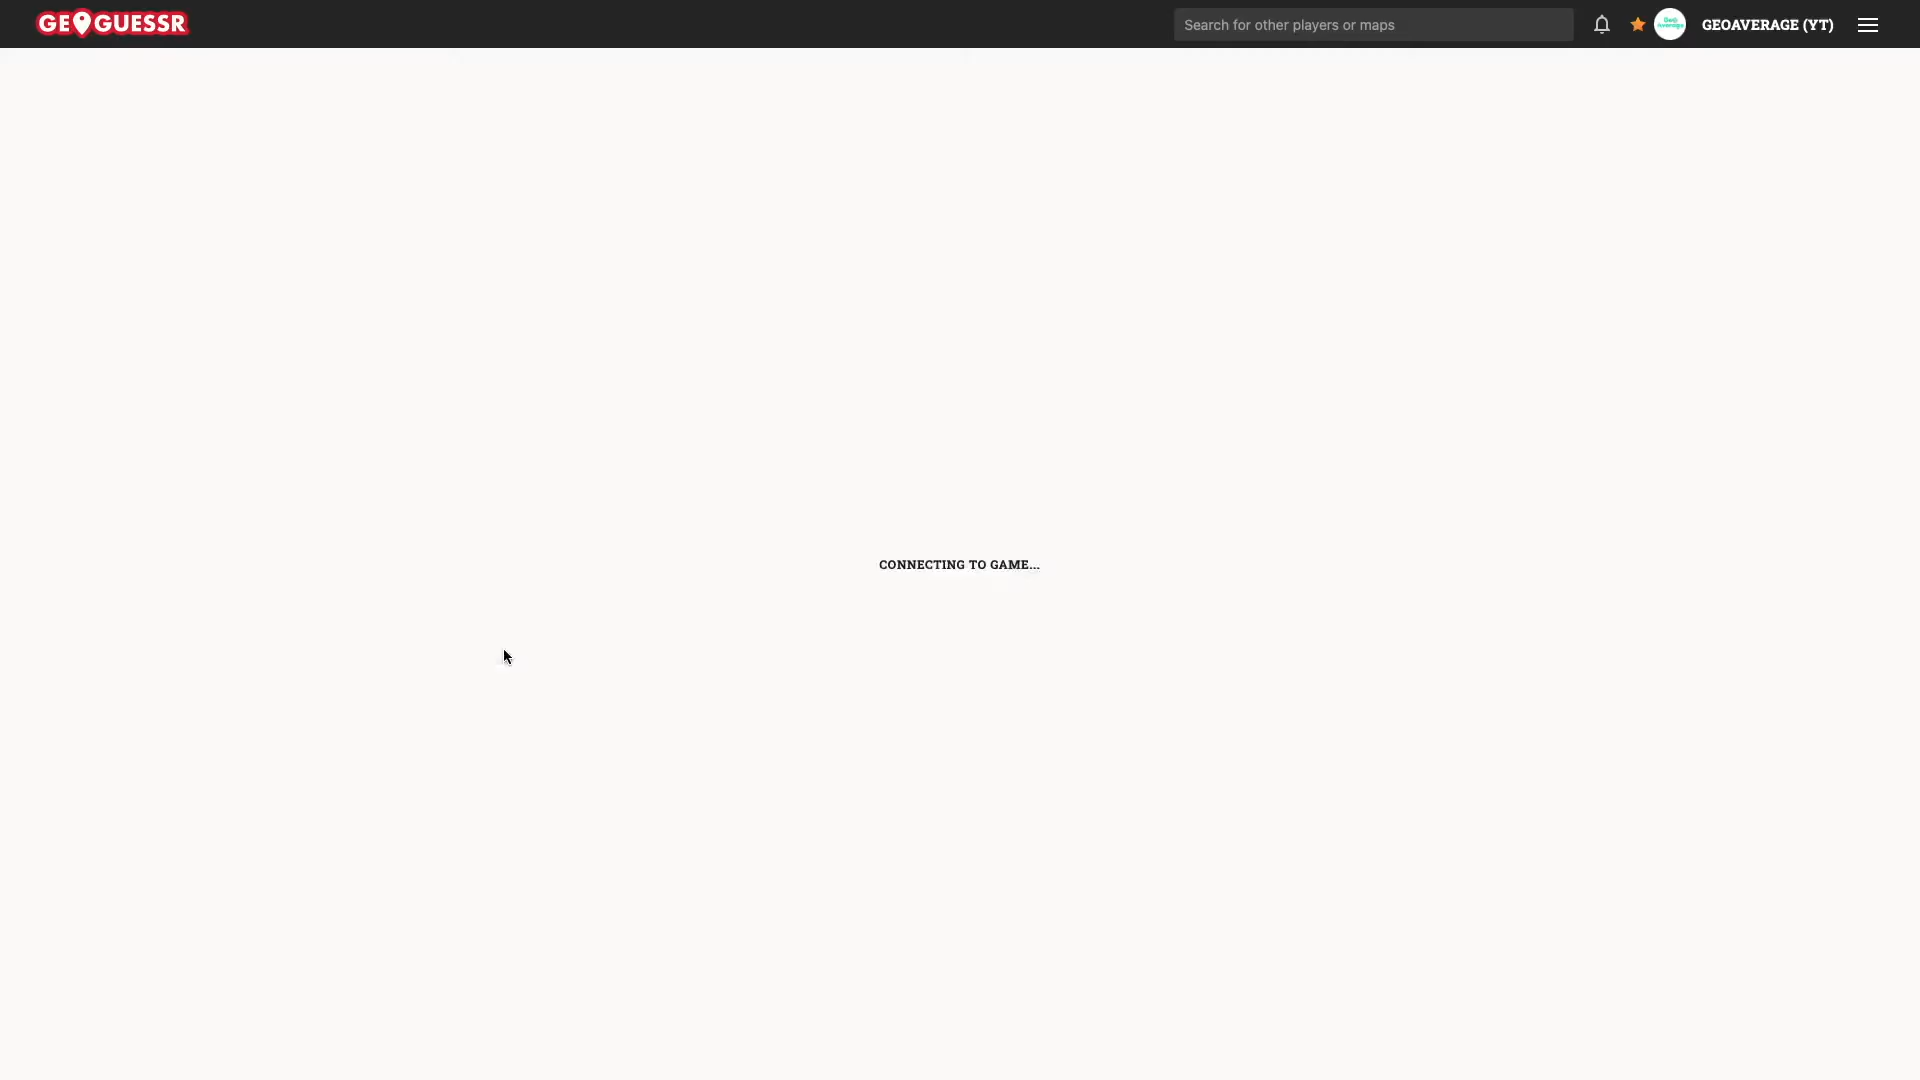 GEOGUESSR
Search for other players or maps
GEOAVERAGE (YT)
CONNECTING TO GAME...